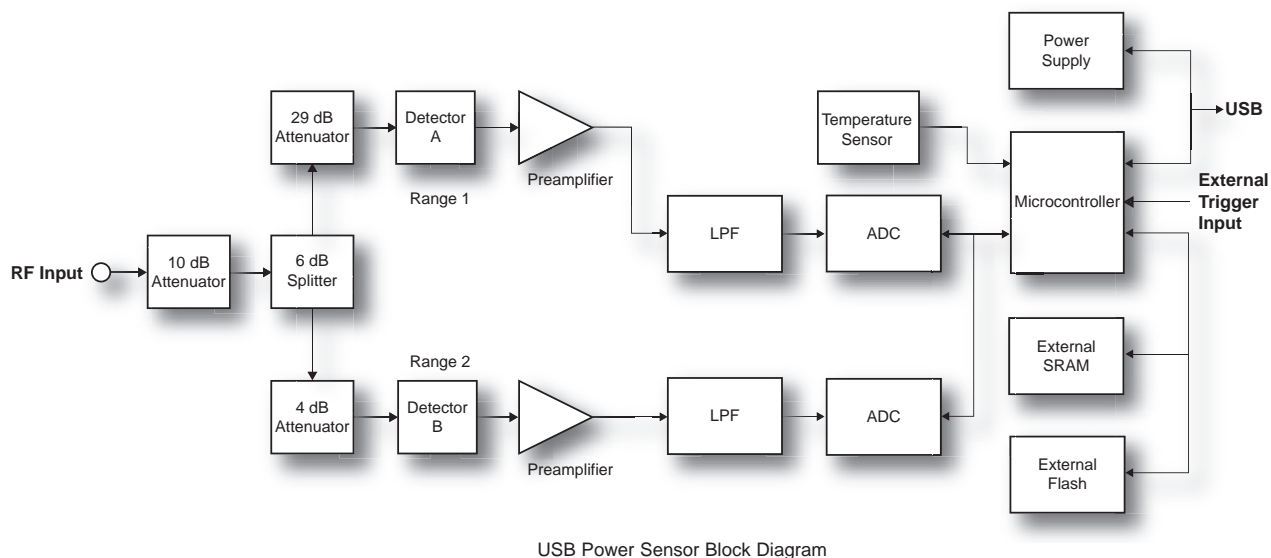 Power
Supply
USB
29 dB
Attenuator
Detector
A
Preamplifier
Range 1
Temperature
Sensor
Microcontroller
External
Trigger
Input
LPF
ADC
RF Input
10 dB
Attenuator
6 dB
Splitter
Range 2
4 dB
Attenuator
Detector
B
Preamplifier
LPF
ADC
External
SRAM
External
Flash
USB Power Sensor Block Diagram